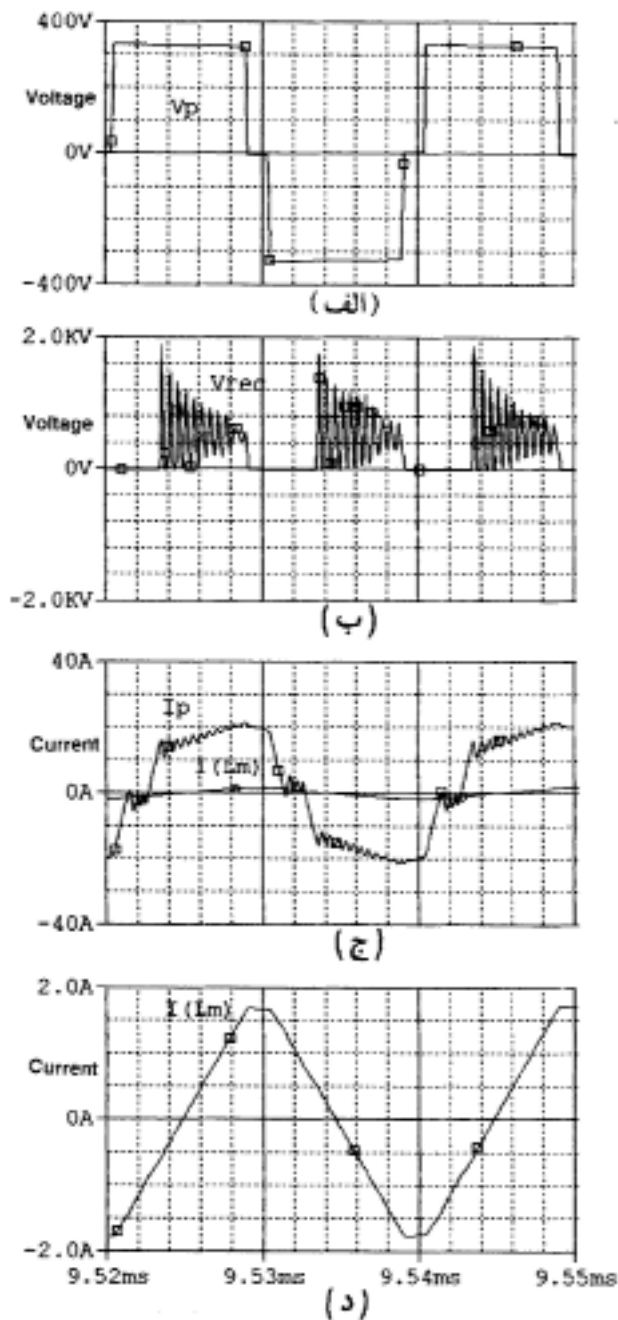 400V
Voltage
Vp
0V
-400V
(الف)
2.0KV
Vrec
Voltage
0V
-2.0KV
(ب)
40A
Ip
Current
I(Lm)
0A
-40A
(ج)
2.0A
I(Lm)
Current
0A
-2.0A
9.52ms 9.53ms 9.54ms 9.55ms
(د)